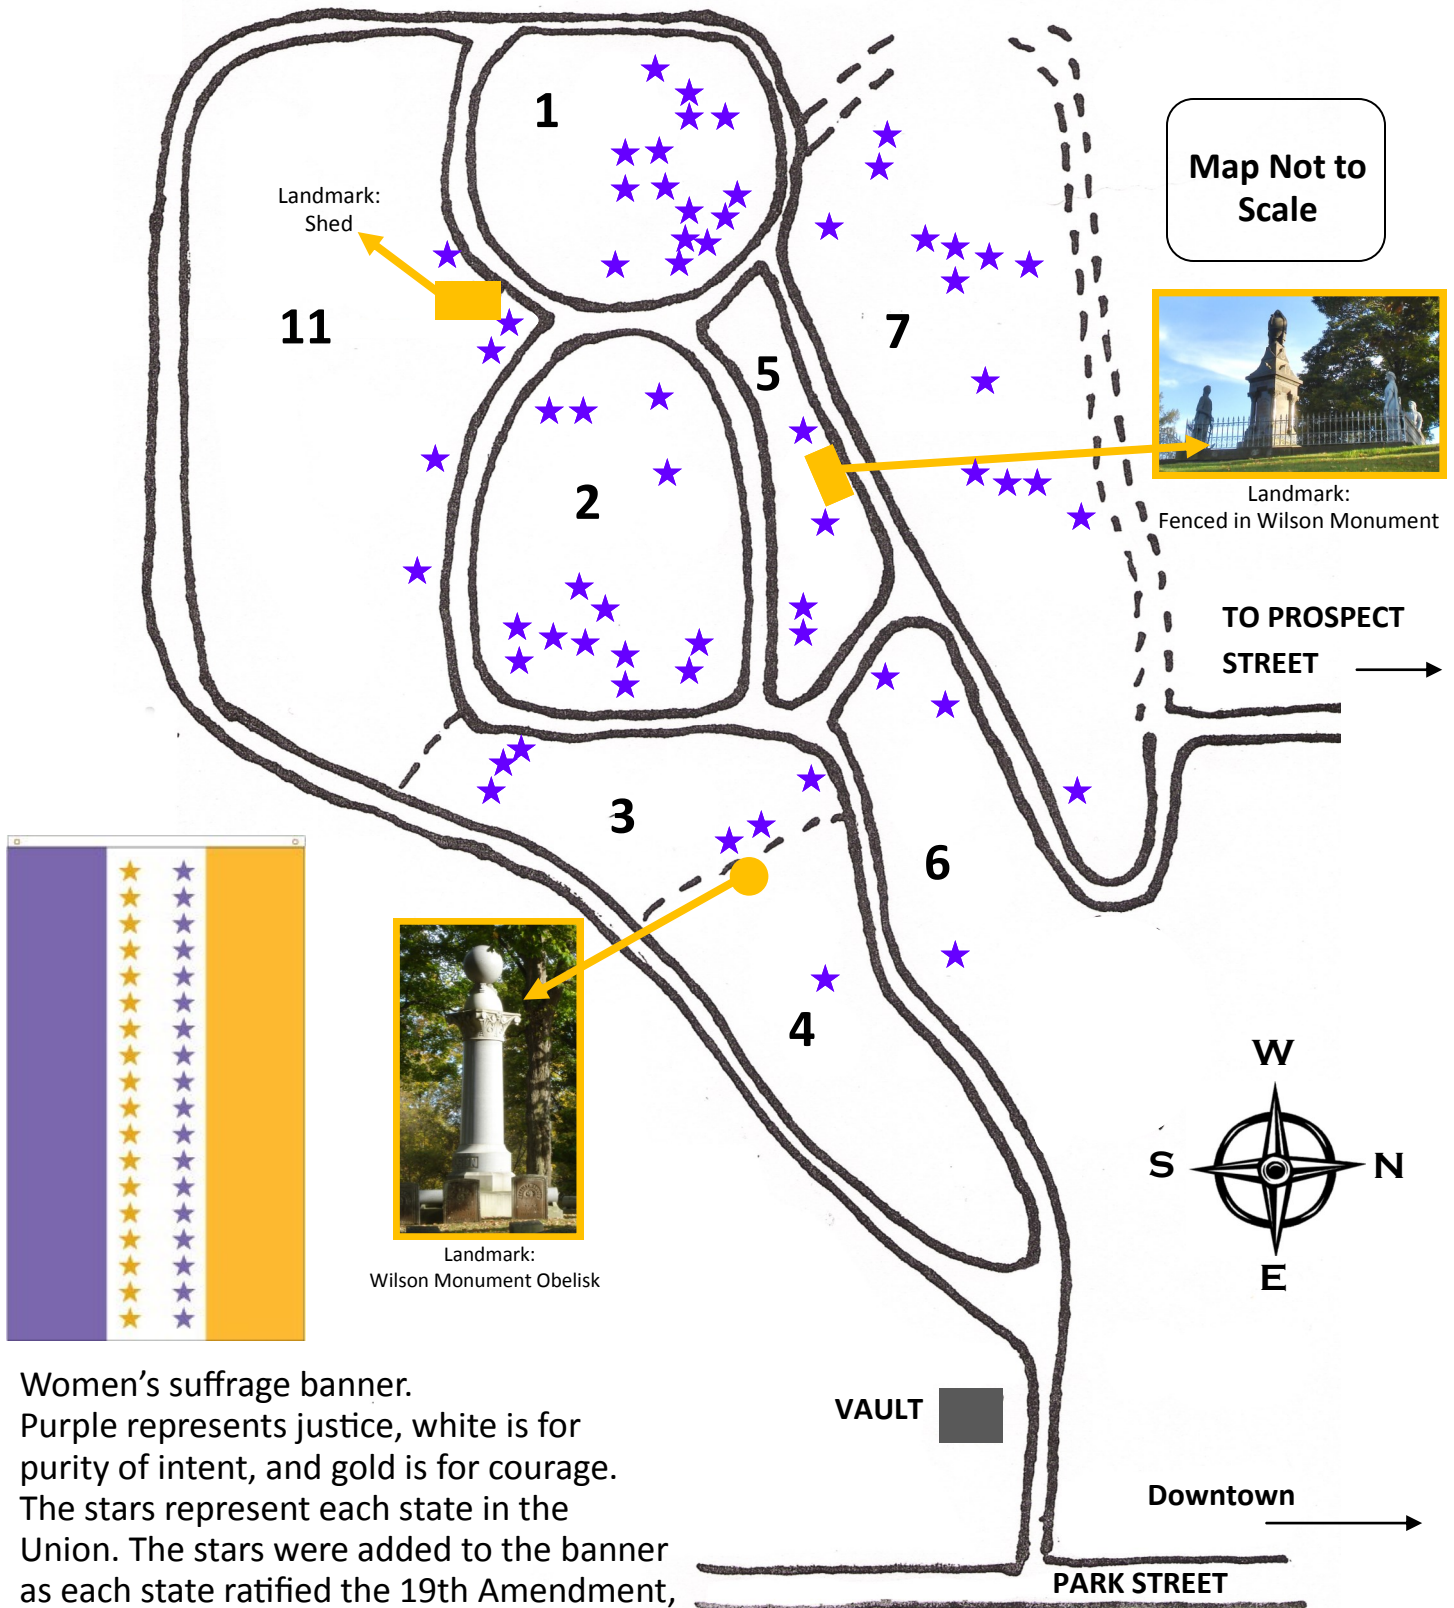 1
Map Not to
Scale
Landmark:
Shed
11
7
5
2
Landmark:
Fenced in Wilson Monument
TO PROSPECT
STREET
3
6
4
Landmark:
Wilson Monument Obelisk
W
S
N
E
Women's suffrage banner.
Purple represents justice, white is for
purity of intent, and gold is for courage.
The stars represent each state in the
Union. The stars were added to the banner
as each state ratified the 19th Amendment,
VAULT
Downtown
PARK STREET